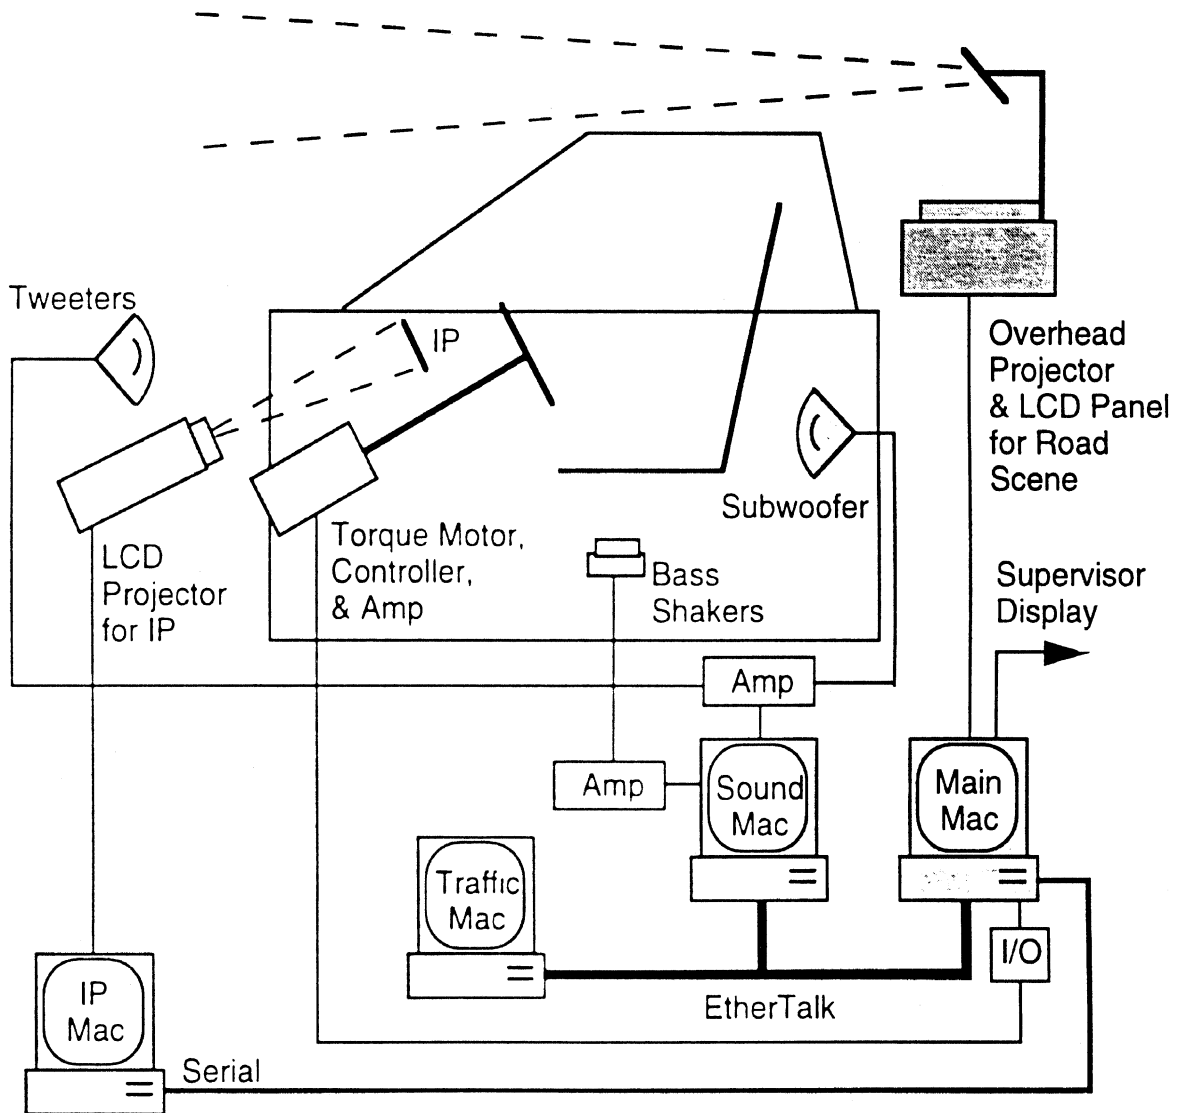 Tweeters
IP
Overhead
Projector
& LCD Panel
for Road
Scene
Subwoofer
LCD
Projector
for IP
Torque Motor,
Controller,
& Amp
Bass
Shakers
Supervisor
Display
Amp
Amp
Sound
Mac
Main
Mac
Traffic
Mac
I/O
EtherTalk
IP
Mac
Serial